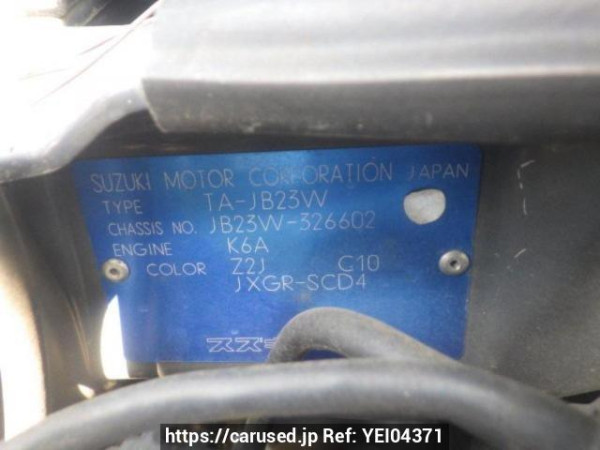 SUZUKI MOTOR CORPORATION JAPAN
TYPE TA-JB23W
CHASSIS NO. JB23W-326602
ENGINE K6A
COLOR Z2J C10
JXGR-SCD4
https://carused.jp Ref: YEI04371